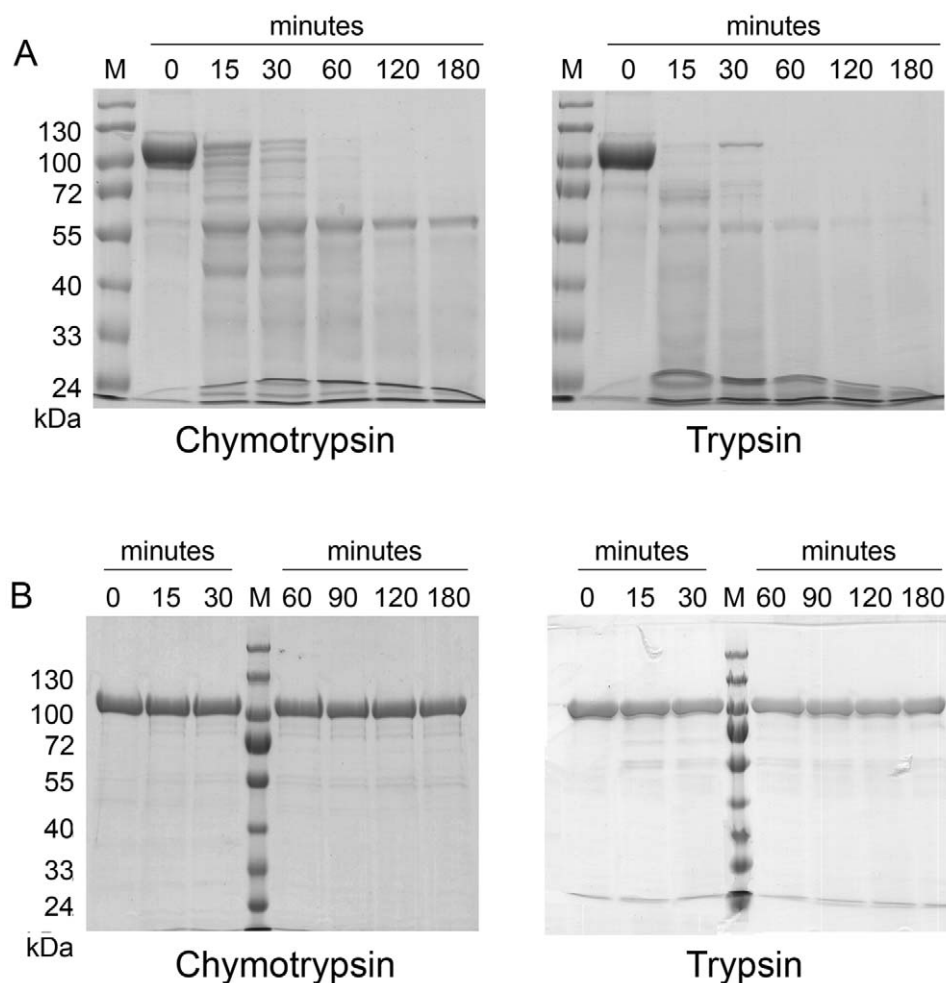 minutes minutes
A M 0 15 30 60 120 180 M 0 15 30 60 120 180
130
100
72
55
40
33
24
kDa
Chymotrypsin Trypsin
minutes minutes minutes minutes
B 0 15 30 M 60 90 120 180 0 15 30 M 60 90 120 180
130
100
72
55
40
33
24
kDa
Chymotrypsin Trypsin